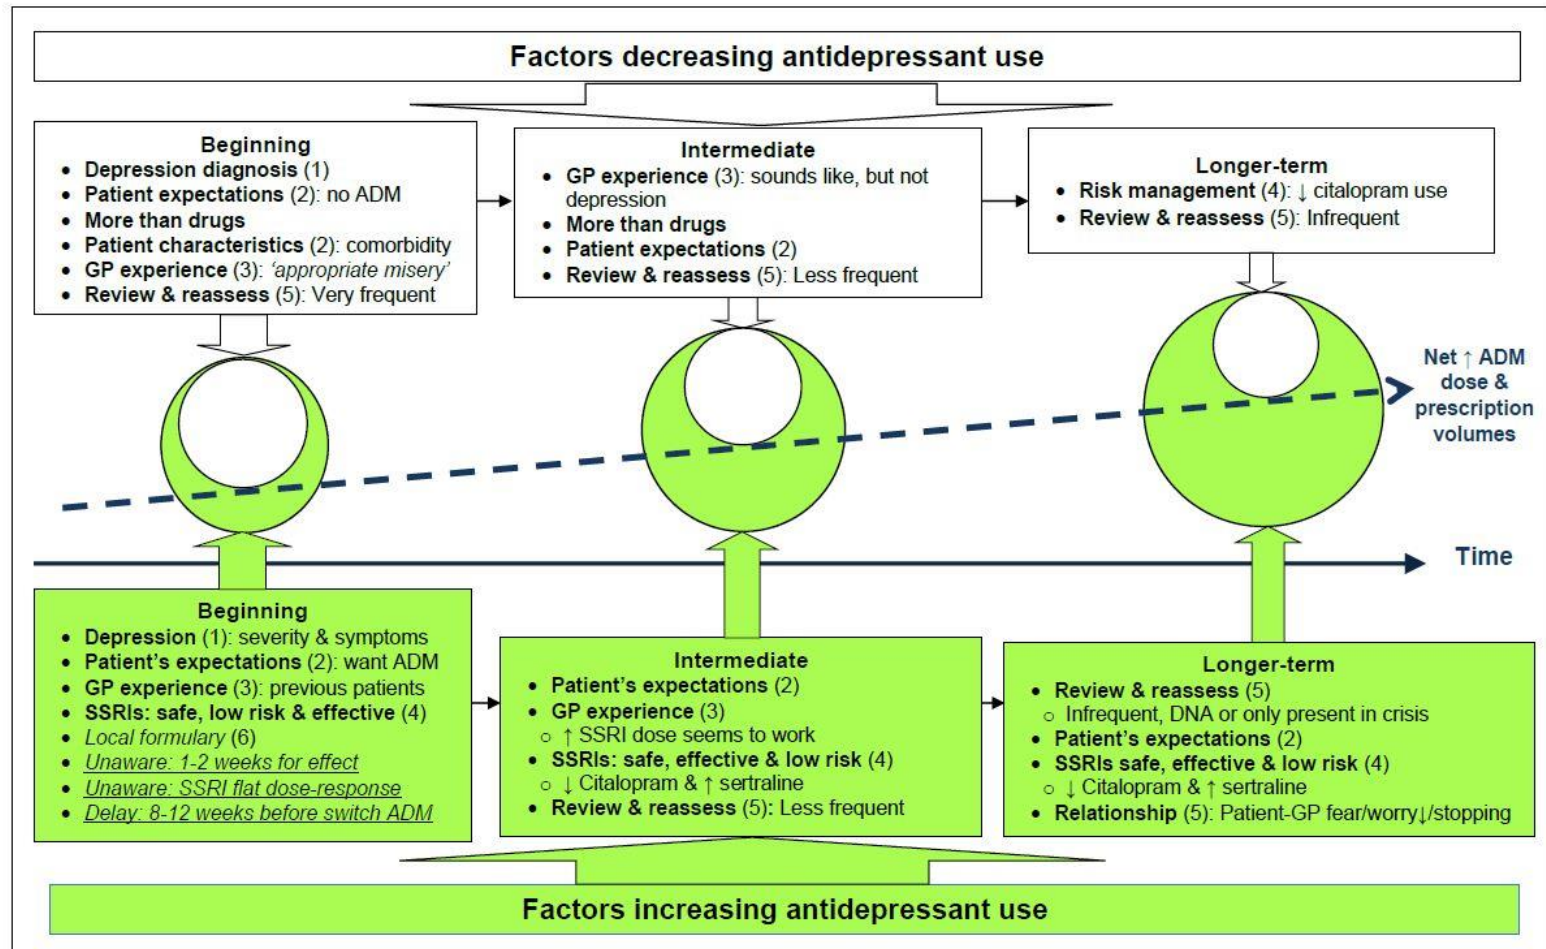 Factors decreasing antidepressant use
Beginning
• Depression diagnosis (1)
• Patient expectations (2): no ADM
• More than drugs
• Patient characteristics (2): comorbidity
• GP experience (3): ‘appropriate misery’
• Review & reassess (5): Very frequent
Intermediate
• GP experience (3): sounds like, but not
depression
• More than drugs
• Patient expectations (2)
• Review & reassess (5): Less frequent
Longer-term
• Risk management (4): ↓ citalopram use
• Review & reassess (5): Infrequent
Net ↑ ADM
dose &
prescription
volumes
Time
Beginning
• Depression (1): severity & symptoms
• Patient’s expectations (2): want ADM
• GP experience (3): previous patients
• SSRIs: safe, low risk & effective (4)
• Local formulary (6)
• Unaware: 1-2 weeks for effect
• Unaware: SSRI flat dose-response
• Delay: 8-12 weeks before switch ADM
Intermediate
• Patient’s expectations (2)
• GP experience (3)
○ ↑ SSRI dose seems to work
• SSRIs: safe, effective & low risk (4)
○ ↓ Citalopram & ↑ sertraline
• Review & reassess (5): Less frequent
Longer-term
• Review & reassess (5)
○ Infrequent, DNA or only present in crisis
• Patient’s expectations (2)
• SSRIs safe, effective & low risk (4)
○ ↓ Citalopram & ↑ sertraline
• Relationship (5): Patient-GP fear/worry↓/stopping
Factors increasing antidepressant use